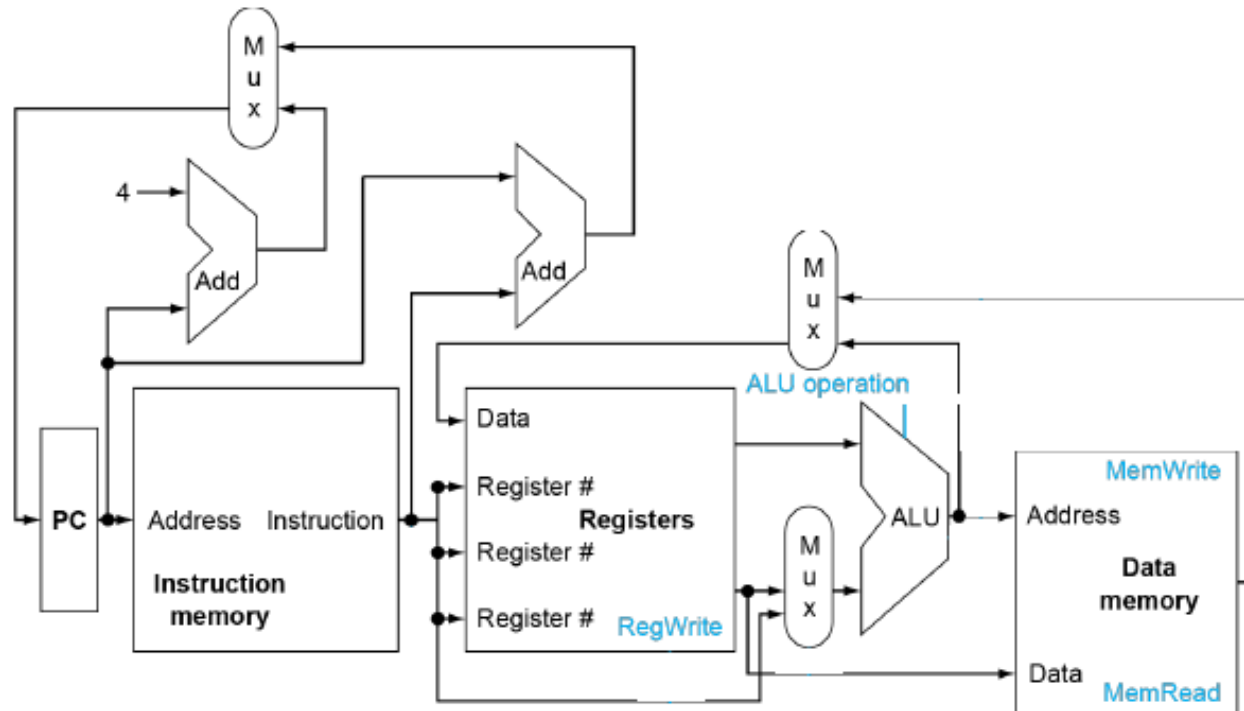 M
u
x
4
Add
Add
M
u
x
ALU operation
Data
Register #
Registers
Register #
Register #
RegWrite
PC
Address
Instruction
Instruction
memory
M
u
x
ALU
MemWrite
Address
Data
memory
Data
MemRead